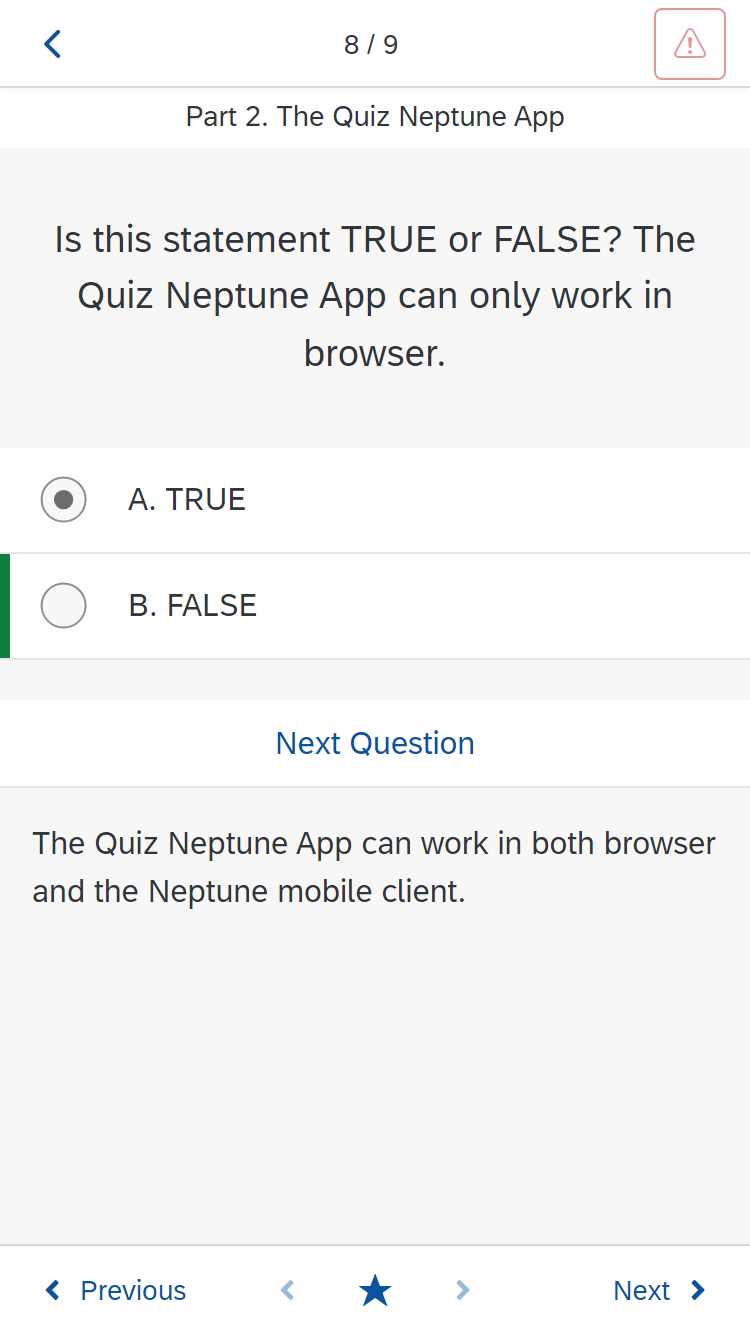 8 / 9
Part 2. The Quiz Neptune App
Is this statement TRUE or FALSE? The
Quiz Neptune App can only work in
browser.
A. TRUE
B. FALSE
Next Question
The Quiz Neptune App can work in both browser
and the Neptune mobile client.
Previous
Next